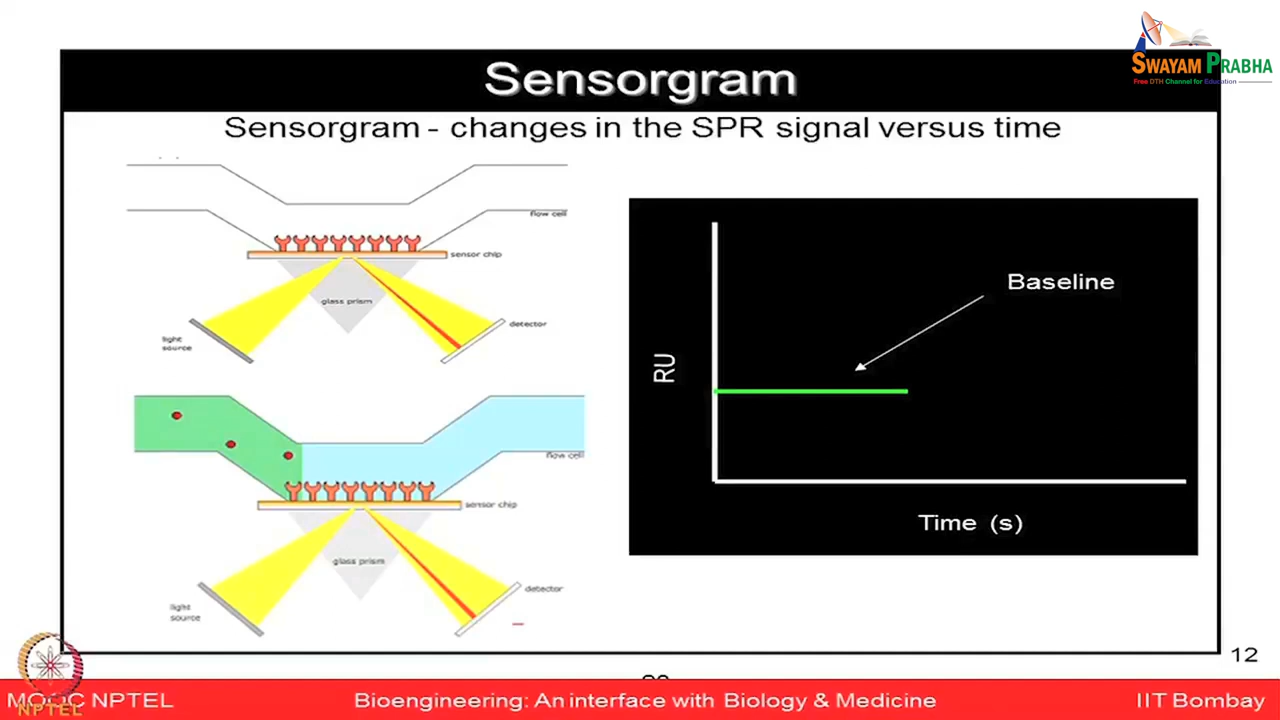 SWAYAM PRABHA
Free DTH Channel for Education
Sensorgram
Sensorgram - changes in the SPR signal versus time
flow cell
sensor chip
glass prism
light
source
detector
flow cell
sensor chip
glass prism
light
source
detector
Baseline
RU
Time (s)
12
MOOC NPTEL
Bioengineering: An interface with Biology & Medicine
IIT Bombay
NPTEL